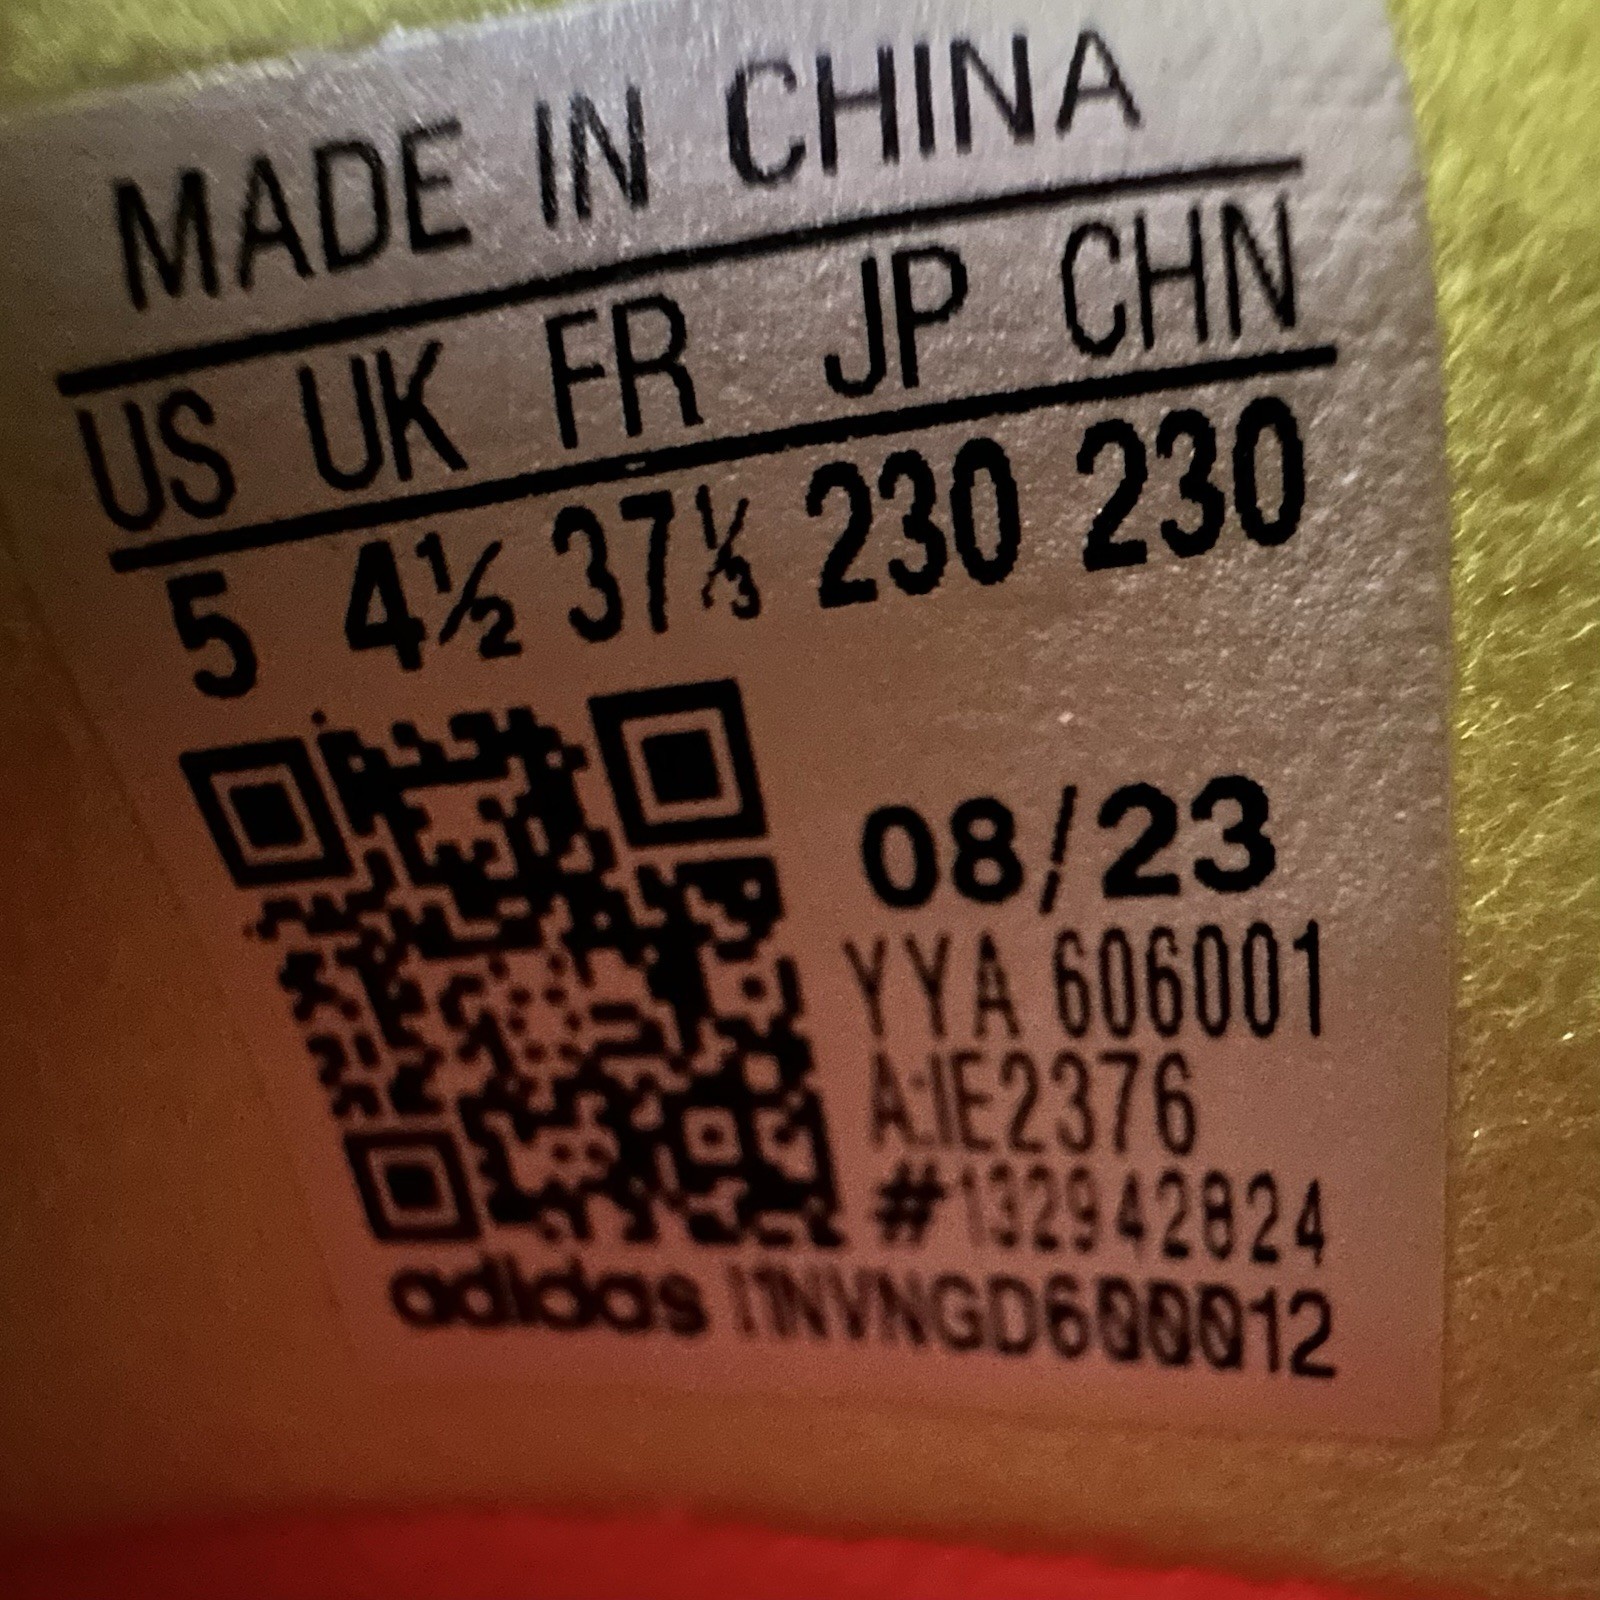 MADE IN CHINA
US UK FR JP CHN
5 4½ 37⅓ 230 230
08/23
YYA 606001
A:IE2376
#132942824
adidas I1NVNGD600012